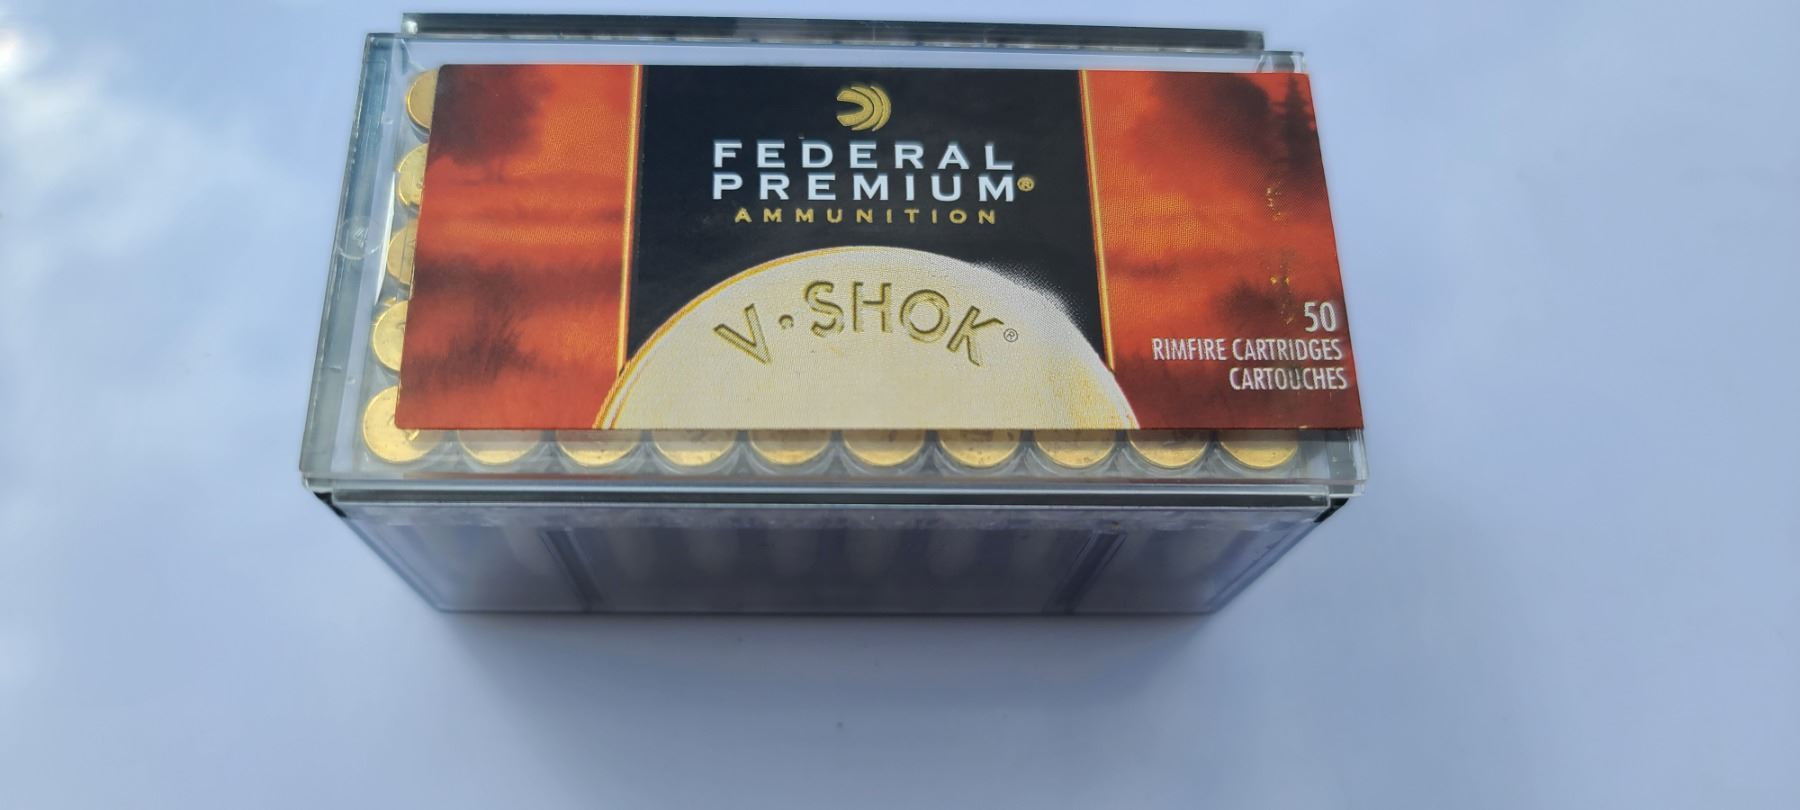 FEDERAL
PREMIUM®
AMMUNITION
V·SHOK®
50
RIMFIRE CARTRIDGES
CARTOUCHES